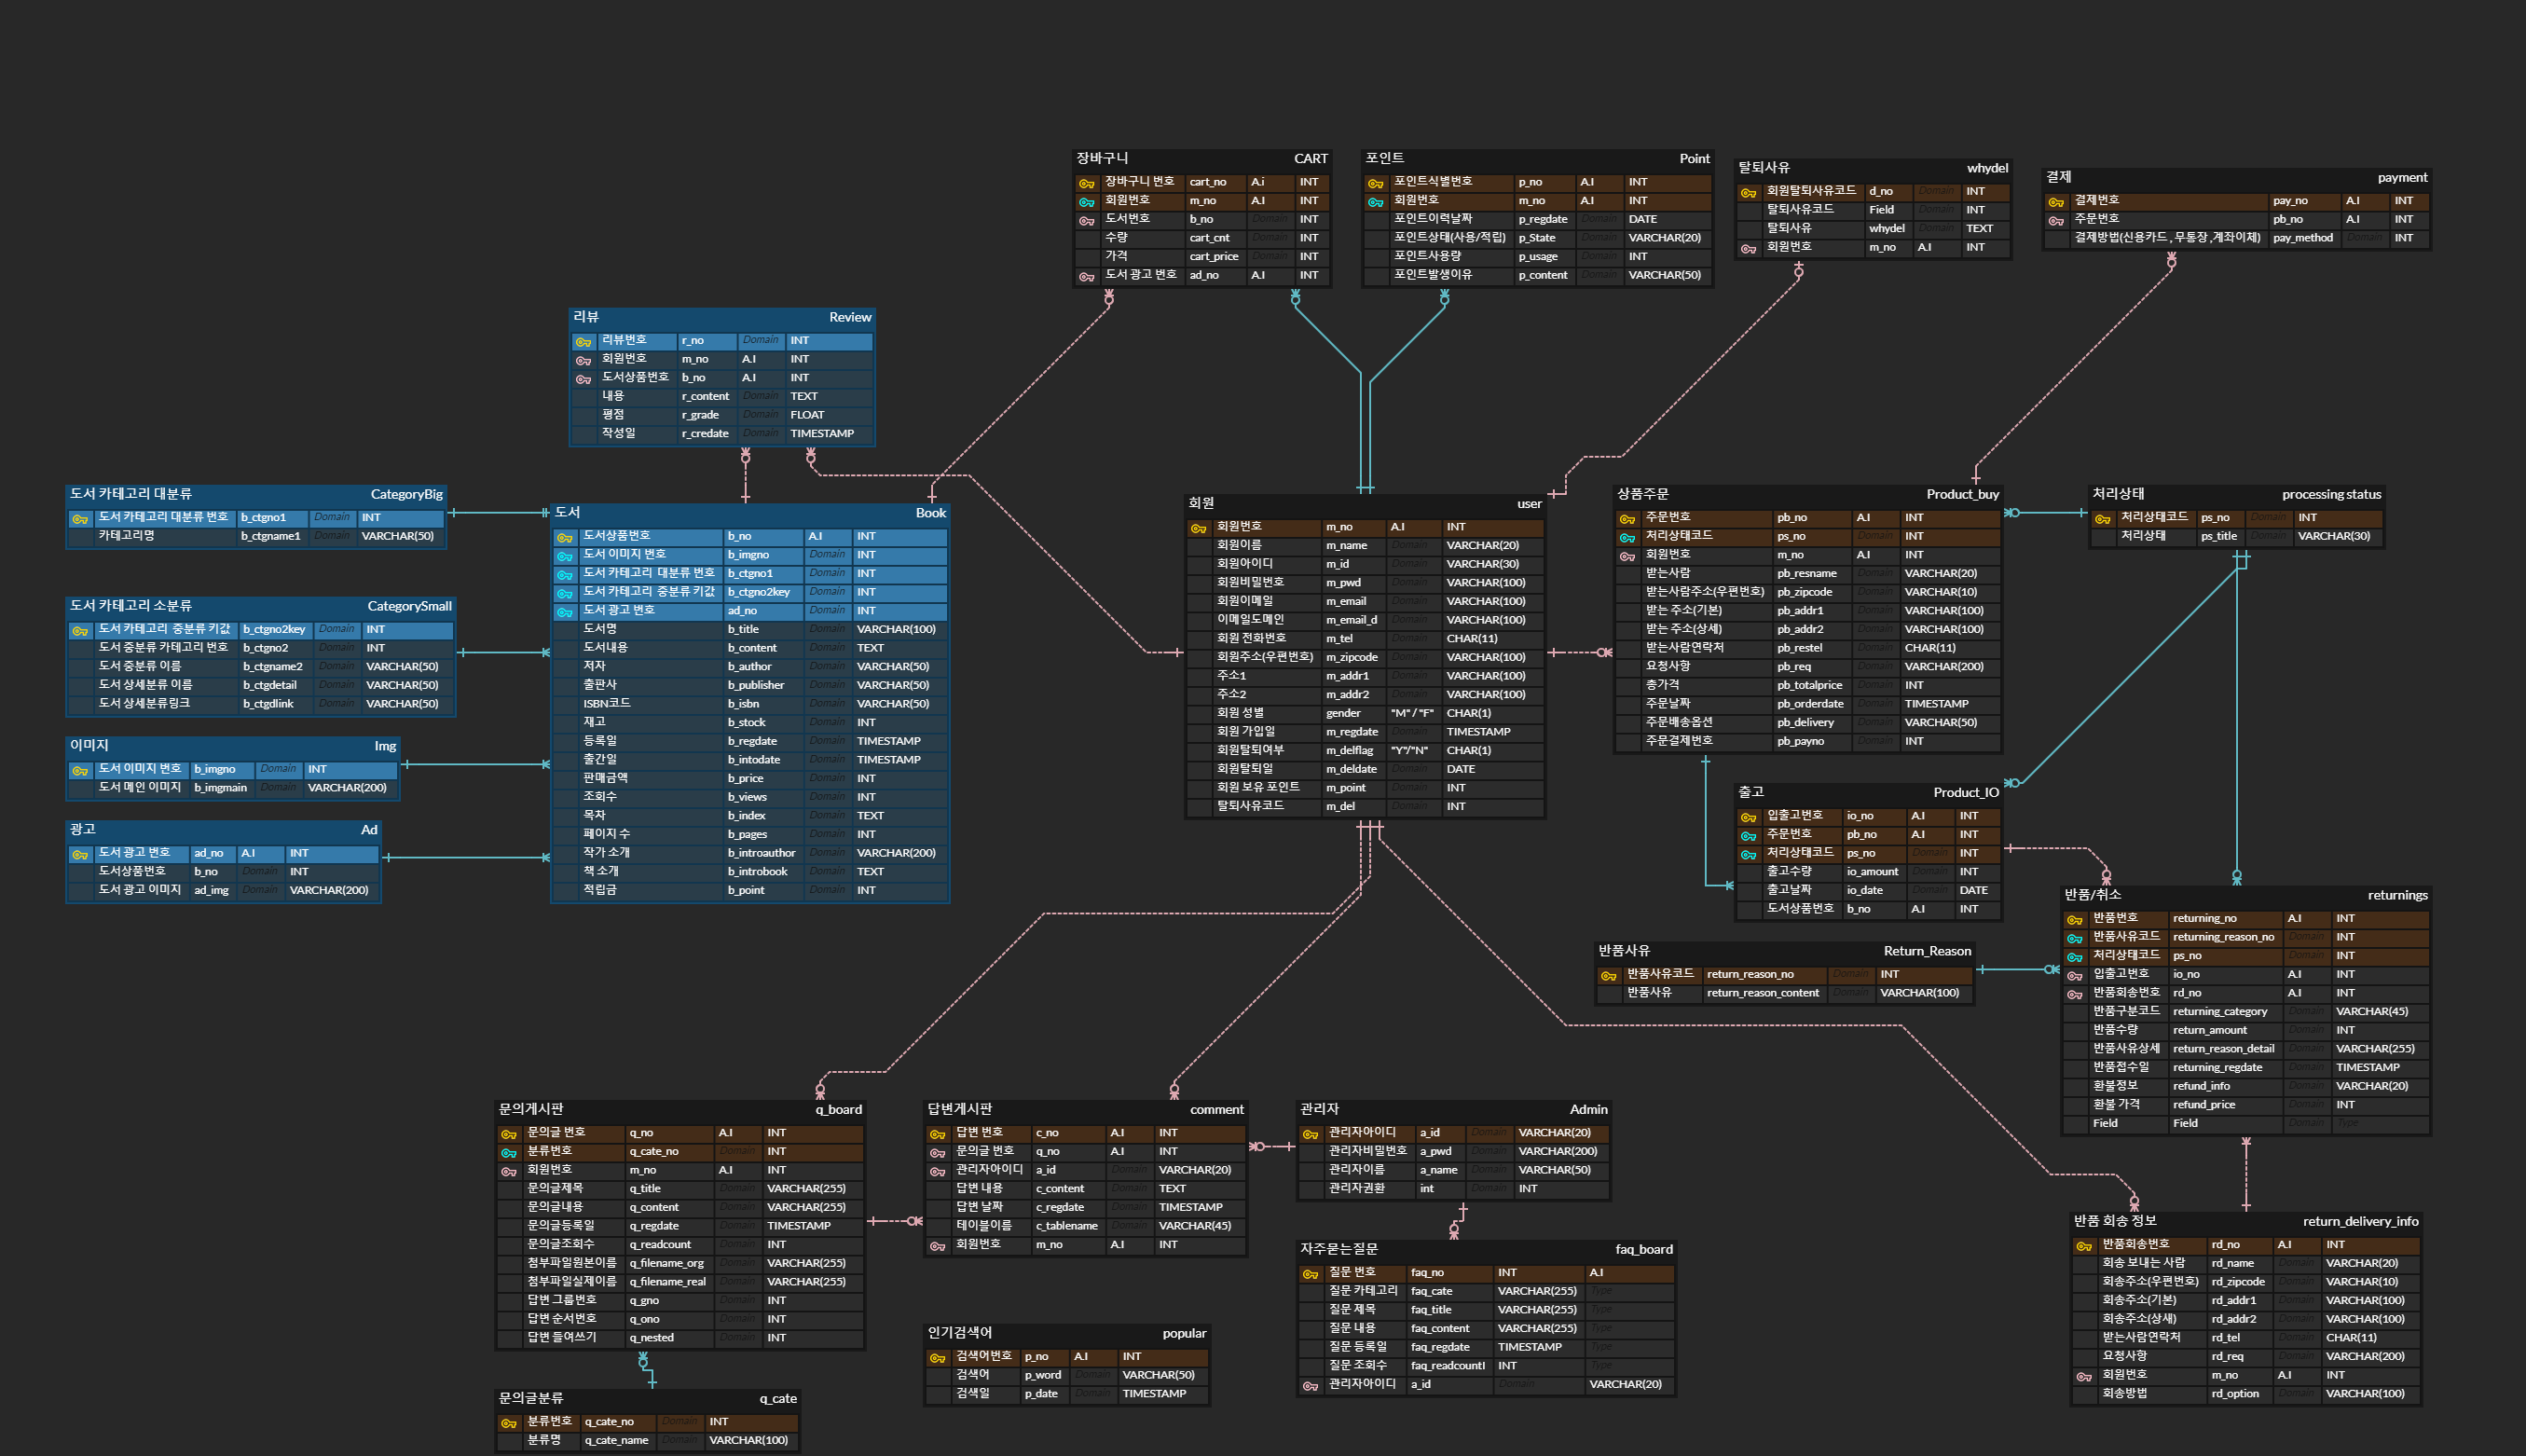 장바구니 CART
장바구니 번호 cart_no A.i INT
회원번호 m_no A.I INT
도서번호 b_no Domain INT
수량 cart_cnt Domain INT
가격 cart_price Domain INT
도서 광고 번호 ad_no A.I INT
포인트 Point
포인트식별번호 p_no A.I INT
회원번호 m_no A.I INT
포인트이력날짜 p_regdate Domain DATE
포인트상태(사용/적립) p_State Domain VARCHAR(20)
포인트사용량 p_usage Domain INT
포인트발생이유 p_content Domain VARCHAR(50)
탈퇴사유 whydel
회원탈퇴사유코드 d_no Domain INT
탈퇴사유코드 Field Domain INT
탈퇴사유 whydel Domain TEXT
회원번호 m_no A.I INT
결제 payment
결제번호 pay_no A.I INT
주문번호 pb_no A.I INT
결제방법(신용카드 , 무통장 ,계좌이체) pay_method Domain INT
리뷰 Review
리뷰번호 r_no Domain INT
회원번호 m_no A.I INT
도서상품번호 b_no A.I INT
내용 r_content Domain TEXT
평점 r_grade Domain FLOAT
작성일 r_credate Domain TIMESTAMP
도서 카테고리 대분류 CategoryBig
도서 카테고리 대분류 번호 b_ctgno1 Domain INT
카테고리명 b_ctgname1 Domain VARCHAR(50)
도서 카테고리 소분류 CategorySmall
도서 카테고리 중분류 키값 b_ctgno2key Domain INT
도서 중분류 카테고리 번호 b_ctgno2 Domain INT
도서 중분류 이름 b_ctgname2 Domain VARCHAR(50)
도서 상세분류 이름 b_ctgdetail Domain VARCHAR(50)
도서 상세분류링크 b_ctgdlink Domain VARCHAR(50)
이미지 Img
도서 이미지 번호 b_imgno Domain INT
도서 메인 이미지 b_imgmain Domain VARCHAR(200)
광고 Ad
도서 광고 번호 ad_no A.I INT
도서상품번호 b_no Domain INT
도서 광고 이미지 ad_img Domain VARCHAR(200)
도서 Book
도서상품번호 b_no A.I INT
도서 이미지 번호 b_imgno Domain INT
도서 카테고리 대분류 번호 b_ctgno1 Domain INT
도서 카테고리 중분류 키값 b_ctgno2key Domain INT
도서 광고 번호 ad_no Domain INT
도서명 b_title Domain VARCHAR(100)
도서내용 b_content Domain TEXT
저자 b_author Domain VARCHAR(50)
출판사 b_publisher Domain VARCHAR(50)
ISBN코드 b_isbn Domain VARCHAR(50)
재고 b_stock Domain INT
등록일 b_regdate Domain TIMESTAMP
출간일 b_intodate Domain TIMESTAMP
판매금액 b_price Domain INT
조회수 b_views Domain INT
목차 b_index Domain TEXT
페이지 수 b_pages Domain INT
작가 소개 b_introauthor Domain VARCHAR(200)
책 소개 b_introbook Domain TEXT
적립금 b_point Domain INT
회원 user
회원번호 m_no A.I INT
회원이름 m_name Domain VARCHAR(20)
회원아이디 m_id Domain VARCHAR(30)
회원비밀번호 m_pwd Domain VARCHAR(100)
회원이메일 m_email Domain VARCHAR(100)
이메일도메인 m_email_d Domain VARCHAR(100)
회원 전화번호 m_tel Domain CHAR(11)
회원주소(우편번호) m_zipcode Domain VARCHAR(100)
주소1 m_addr1 Domain VARCHAR(100)
주소2 m_addr2 Domain VARCHAR(100)
회원 성별 gender "M" / "F" CHAR(1)
회원 가입일 m_regdate Domain TIMESTAMP
회원탈퇴여부 m_delflag "Y"/"N" CHAR(1)
회원탈퇴일 m_deldate Domain DATE
회원 보유 포인트 m_point Domain INT
탈퇴사유코드 m_del Domain INT
상품주문 Product_buy
주문번호 pb_no A.I INT
처리상태코드 ps_no Domain INT
회원번호 m_no A.I INT
받는사람 pb_resname Domain VARCHAR(20)
받는사람주소(우편번호) pb_zipcode Domain VARCHAR(10)
받는 주소(기본) pb_addr1 Domain VARCHAR(100)
받는 주소(상세) pb_addr2 Domain VARCHAR(100)
받는사람연락처 pb_restel Domain CHAR(11)
요청사항 pb_req Domain VARCHAR(200)
총가격 pb_totalprice Domain INT
주문날짜 pb_orderdate Domain TIMESTAMP
주문배송옵션 pb_delivery Domain VARCHAR(50)
주문결제번호 pb_payno Domain INT
처리상태 processing status
처리상태코드 ps_no Domain INT
처리상태 ps_title Domain VARCHAR(30)
출고 Product_IO
입출고번호 io_no A.I INT
주문번호 pb_no A.I INT
처리상태코드 ps_no Domain INT
출고수량 io_amount Domain INT
출고날짜 io_date Domain DATE
도서상품번호 b_no A.I INT
반품사유 Return_Reason
반품사유코드 return_reason_no Domain INT
반품사유 return_reason_content Domain VARCHAR(100)
반품/취소 returnings
반품번호 returning_no A.I INT
반품사유코드 returning_reason_no Domain INT
처리상태코드 ps_no Domain INT
입출고번호 io_no A.I INT
반품회송번호 rd_no A.I INT
반품구분코드 returning_category Domain VARCHAR(45)
반품수량 return_amount Domain INT
반품사유상세 return_reason_detail Domain VARCHAR(255)
반품접수일 returning_regdate Domain TIMESTAMP
환불정보 refund_info Domain VARCHAR(20)
환불 가격 refund_price Domain INT
Field Field Domain Type
문의게시판 q_board
문의글 번호 q_no A.I INT
분류번호 q_cate_no Domain INT
회원번호 m_no A.I INT
문의글제목 q_title Domain VARCHAR(255)
문의글내용 q_content Domain VARCHAR(255)
문의글등록일 q_regdate Domain TIMESTAMP
문의글조회수 q_readcount Domain INT
첨부파일원본이름 q_filename_org Domain VARCHAR(255)
첨부파일실제이름 q_filename_real Domain VARCHAR(255)
답변 그룹번호 q_gno Domain INT
답변 순서번호 q_ono Domain INT
답변 들여쓰기 q_nested Domain INT
답변게시판 comment
답변 번호 c_no A.I INT
문의글 번호 q_no A.I INT
관리자아이디 a_id Domain VARCHAR(20)
답변 내용 c_content Domain TEXT
답변 날짜 c_regdate Domain TIMESTAMP
테이블이름 c_tablename Domain VARCHAR(45)
회원번호 m_no A.I INT
관리자 Admin
관리자아이디 a_id Domain VARCHAR(20)
관리자비밀번호 a_pwd Domain VARCHAR(200)
관리자이름 a_name Domain VARCHAR(50)
관리자권환 int Domain INT
자주묻는질문 faq_board
질문 번호 faq_no INT A.I
질문 카테고리 faq_cate VARCHAR(255) Type
질문 제목 faq_title VARCHAR(255) Type
질문 내용 faq_content VARCHAR(255) Type
질문 등록일 faq_regdate TIMESTAMP Type
질문 조회수 faq_readcountI INT Type
관리자아이디 a_id Domain VARCHAR(20)
인기검색어 popular
검색어번호 p_no A.I INT
검색어 p_word Domain VARCHAR(50)
검색일 p_date Domain TIMESTAMP
문의글분류 q_cate
분류번호 q_cate_no Domain INT
분류명 q_cate_name Domain VARCHAR(100)
반품 회송 정보 return_delivery_info
반품회송번호 rd_no A.I INT
회송 보내는 사람 rd_name Domain VARCHAR(20)
회송주소(우편번호) rd_zipcode Domain VARCHAR(10)
회송주소(기본) rd_addr1 Domain VARCHAR(100)
회송주소(상세) rd_addr2 Domain VARCHAR(100)
받는사람연락처 rd_tel Domain CHAR(11)
요청사항 rd_req Domain VARCHAR(200)
회원번호 m_no A.I INT
회송방법 rd_option Domain VARCHAR(100)